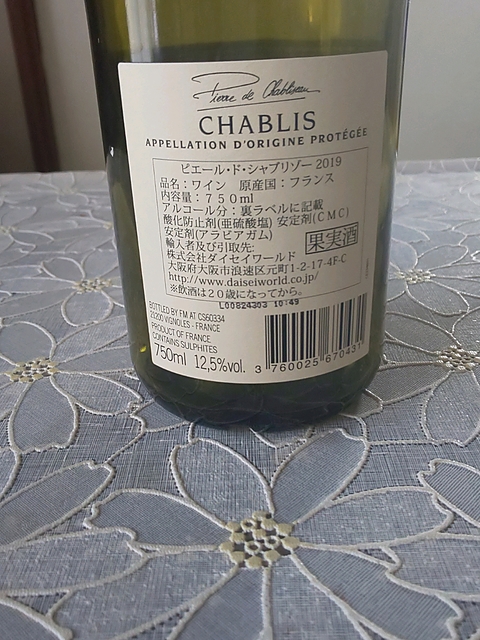 Pierre de Chabliseau
CHABLIS
APPELLATION D'ORIGINE PROTÉGÉE
ピエール・ド・シャブリゾー 2019
品名：ワイン 原産国：フランス
内容量：７５０ml
アルコール分：裏ラベルに記載
酸化防止剤(亜硫酸塩) 安定剤(CMC)
安定剤(アラビアガム)
果実酒
輸入者及び引取先:
株式会社ダイセイワールド
大阪府大阪市浪速区元町1-2-17-4F-C
http://www.daiseiworld.co.jp/
※飲酒は２０歳になってから。
L00824303 10:49
BOTTLED BY FM AT CS60334
21200 VIGNOLES - FRANCE
PRODUCT OF FRANCE
CONTAINS SULPHITES
750ml 12,5%vol.
3 760025 670431